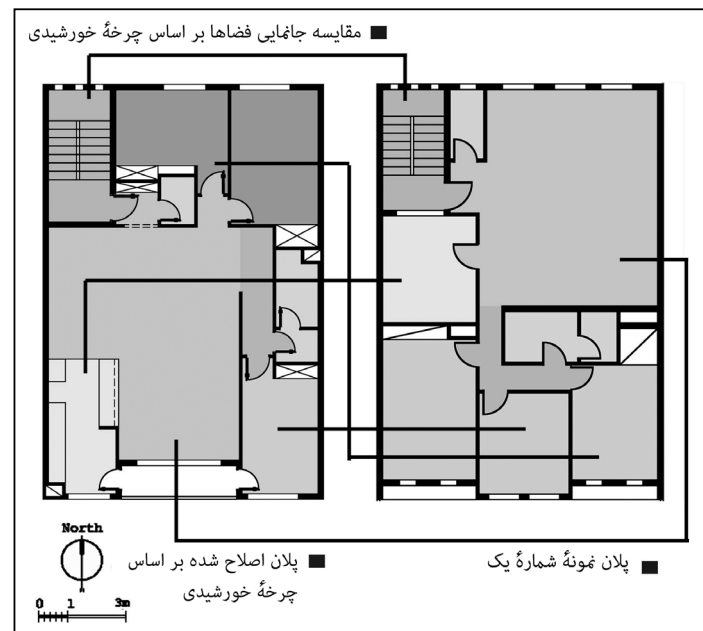 مقایسه جانمایی فضاها بر اساس چرخهٔ خورشیدی
پلان نمونهٔ شمارهٔ یک
پلان اصلاح شده بر اساس
چرخهٔ خورشیدی
North
0 1 3m